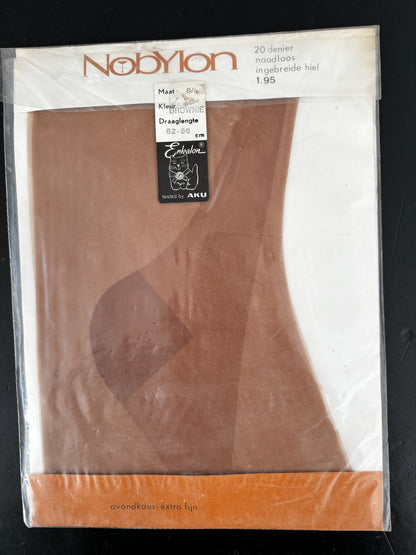 Nobylon
20 denier
naadloos
ingebreide hiel
1.95
Maat
Kleur BROWNIE
Draaglengte
82-86 cm
Enkalon ®
tested by AKU
avondkous-extra fijn